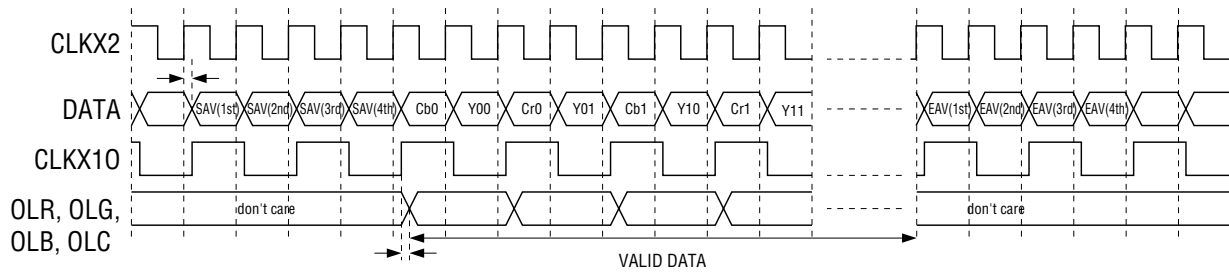 CLKX2
DATA SAV(1st) SAV(2nd) SAV(3rd) SAV(4th) Cb0 Y00 Cr0 Y01 Cb1 Y10 Cr1 Y11 EAV(1st) EAV(2nd) EAV(3rd) EAV(4th)
CLKX1O
OLR, OLG, don't care don't care
OLB, OLC
VALID DATA